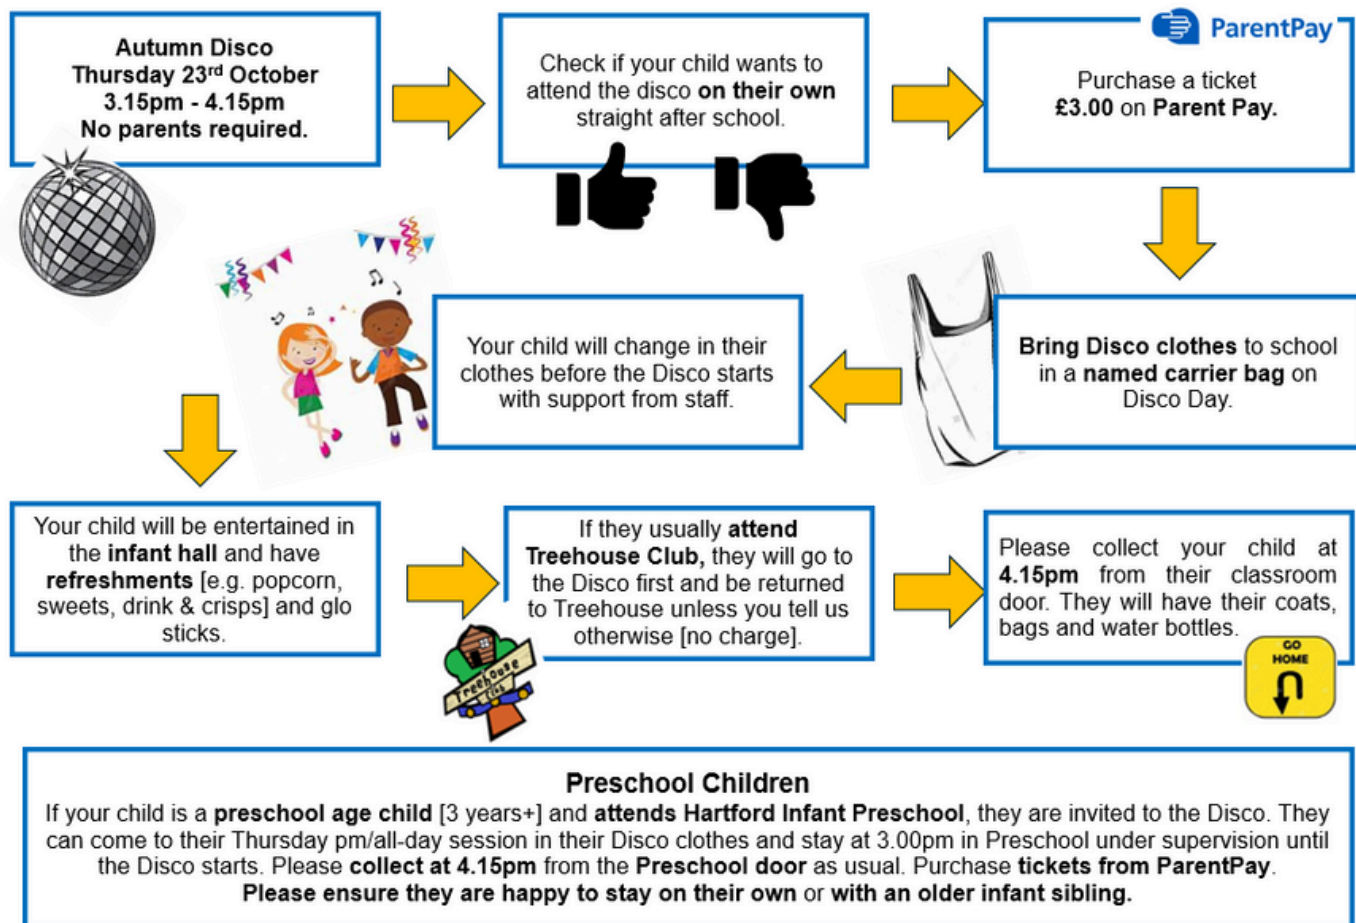 Autumn Disco
Thursday 23rd October
3.15pm - 4.15pm
No parents required.
Check if your child wants to
attend the disco on their own
straight after school.
ParentPay
Purchase a ticket
£3.00 on Parent Pay.
Bring Disco clothes to school
in a named carrier bag on
Disco Day.
Your child will change in their
clothes before the Disco starts
with support from staff.
Your child will be entertained in
the infant hall and have
refreshments [e.g. popcorn,
sweets, drink & crisps] and glo
sticks.
If they usually attend
Treehouse Club, they will go to
the Disco first and be returned
to Treehouse unless you tell us
otherwise [no charge].
Treehouse
Club
Please collect your child at
4.15pm from their classroom
door. They will have their coats,
bags and water bottles.
GO
HOME
Preschool Children
If your child is a preschool age child [3 years+] and attends Hartford Infant Preschool, they are invited to the Disco. They
can come to their Thursday pm/all-day session in their Disco clothes and stay at 3.00pm in Preschool under supervision until
the Disco starts. Please collect at 4.15pm from the Preschool door as usual. Purchase tickets from ParentPay.
Please ensure they are happy to stay on their own or with an older infant sibling.